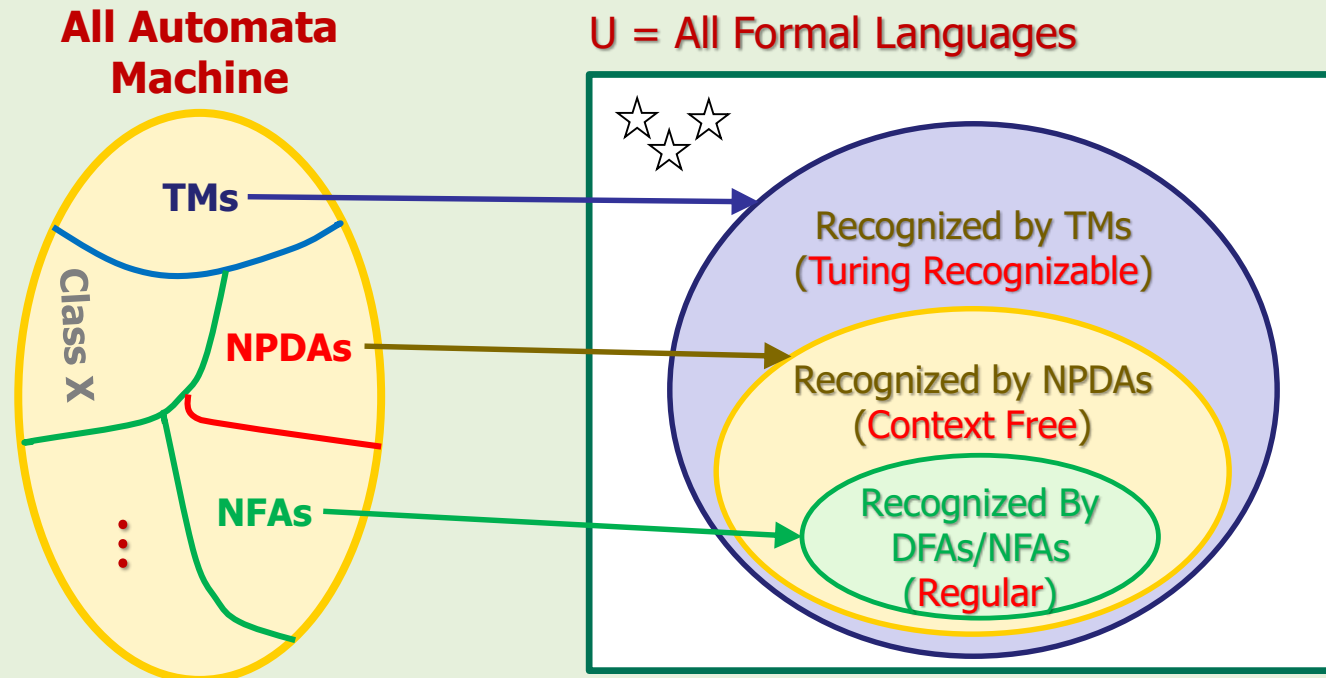 All Automata
Machine
U = All Formal Languages
TMs
Class X
NPDAs
NFAs
...
Recognized by TMs
(Turing Recognizable)
Recognized by NPDAs
(Context Free)
Recognized By
DFAs/NFAs
(Regular)